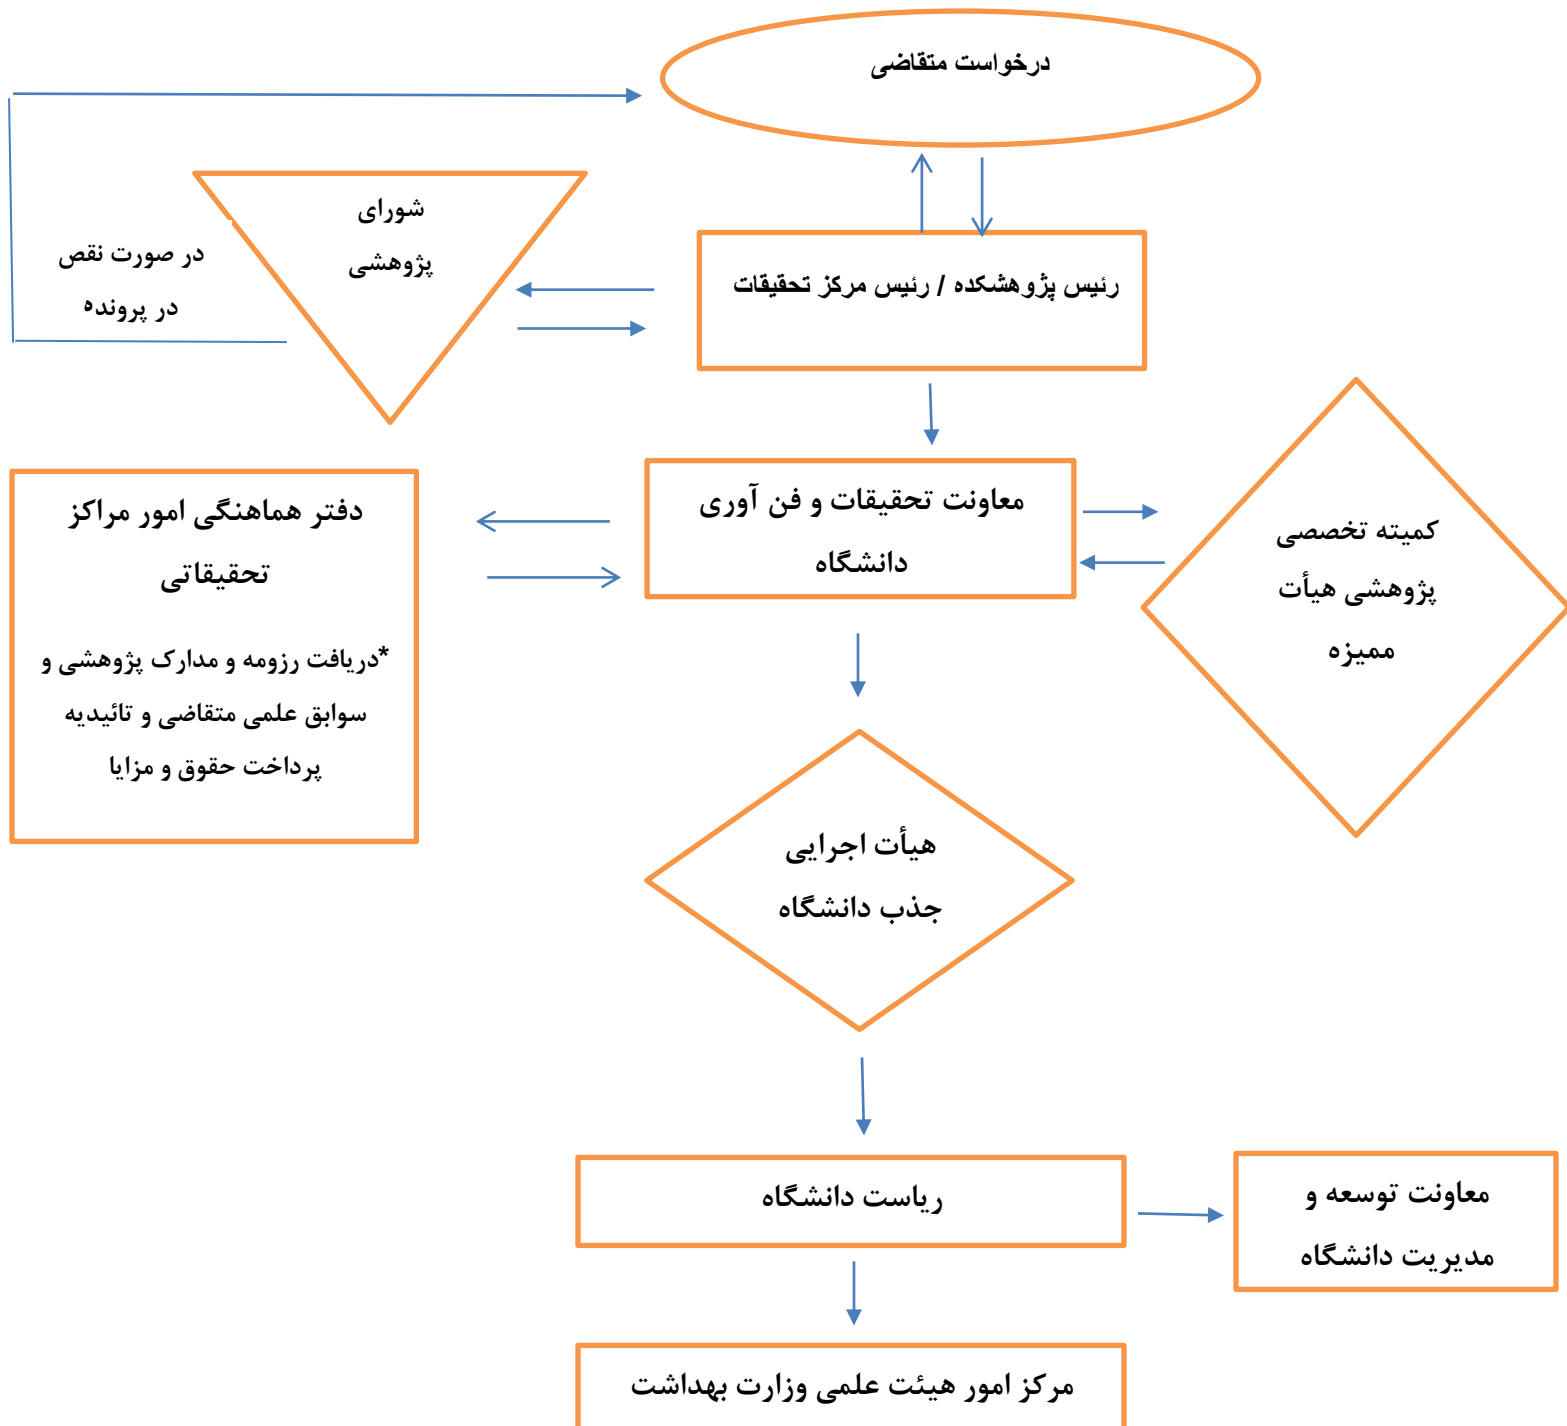 درخواست متقاضی
شورای
پژوهشی
در صورت نقص
در پرونده
رئیس پژوهشکده / رئیس مرکز تحقیقات
معاونت تحقیقات و فن آوری
دانشگاه
کمیته تخصصی
پژوهشی هیأت
ممیزه
دفتر هماهنگی امور مراکز
تحقیقاتی
*دریافت رزومه و مدارک پژوهشی و
سوابق علمی متقاضی و تائیدیه
پرداخت حقوق و مزایا
هیأت اجرایی
جذب دانشگاه
ریاست دانشگاه
معاونت توسعه و
مدیریت دانشگاه
مرکز امور هیئت علمی وزارت بهداشت